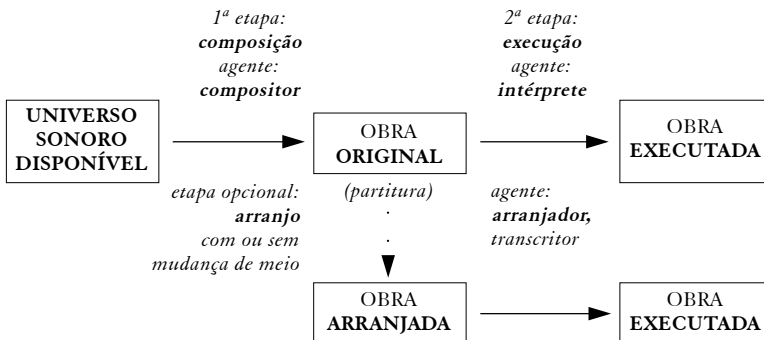 1ª etapa:
composição
agente:
compositor
2ª etapa:
execução
agente:
intérprete
UNIVERSO
SONORO
DISPONÍVEL
OBRA
ORIGINAL
OBRA
EXECUTADA
etapa opcional:
arranjo
com ou sem
mudança de meio
(partitura)
agente:
arranjador,
transcritor
OBRA
ARRANJADA
OBRA
EXECUTADA